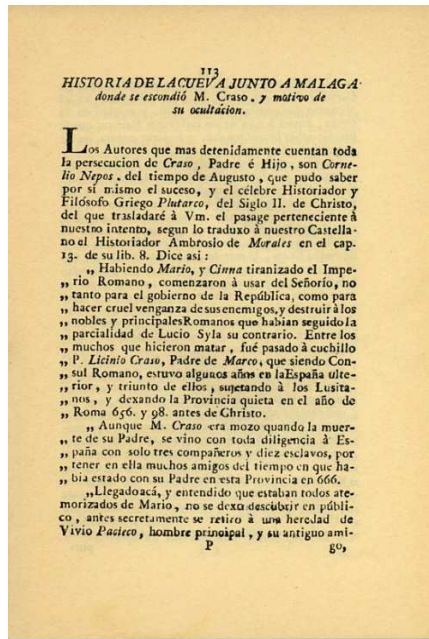 113
HISTORIA DE LA CUEVA JUNTO A MALAGA
donde se escondió M. Craso. y motivo de
su ocultacion.
Los Autores que mas detenidamente cuentan toda
la persecucion de Craso, Padre é Hijo, son Corne-
lio Nepos. del tiempo de Augusto, que pudo saber
por sí mismo el suceso, y el célebre Historiador y
Filósofo Griego Plutarco, del Siglo II. de Christo,
del que trasladaré à Vm. el pasage perteneciente à
nuestro intento, segun lo traduxo à nuestro Castella-
no el Historiador Ambrosio de Morales en el cap.
13. de su lib. 8. Dice asi:
„ Habiendo Mario, y Cinna tiranizado el Impe-
„ rio Romano, comenzaron à usar del Señorío, no
„ tanto para el gobierno de la República, como para
„ hacer cruel venganza de sus enemigos, y destruir à los
„ nobles y principales Romanos que habian seguido la
„ parcialidad de Lucio Syla su contrario. Entre los
„ muchos que hicieron matar, fué pasado à cuchillo
„ P. Licinio Craso, Padre de Marco, que siendo Con-
„ sul Romano, estuvo algunos años en la España ulte-
„ rior, y triunto de ellos, sujetando à los Lusita-
„ nos, y dexando la Provincia quieta en el año de
„ Roma 656. y 98. antes de Christo.
„ Aunque M. Craso era mozo quando la muer-
„ te de su Padre, se vino con toda diligencia à Es-
„ paña con solo tres compañeros y diez esclavos, por
„ tener en ella muchos amigos del tiempo en que ha-
„ bia estado con su Padre en esta Provincia en 666.
„Llegado acá, y entendido que estaban todos ate-
morizados de Mario, no se dexó descubrir en públi-
co, antes secretamente se retiró à una heredad de
Vivio Pacieco, hombre principal, y su antiguo ami-
P go,